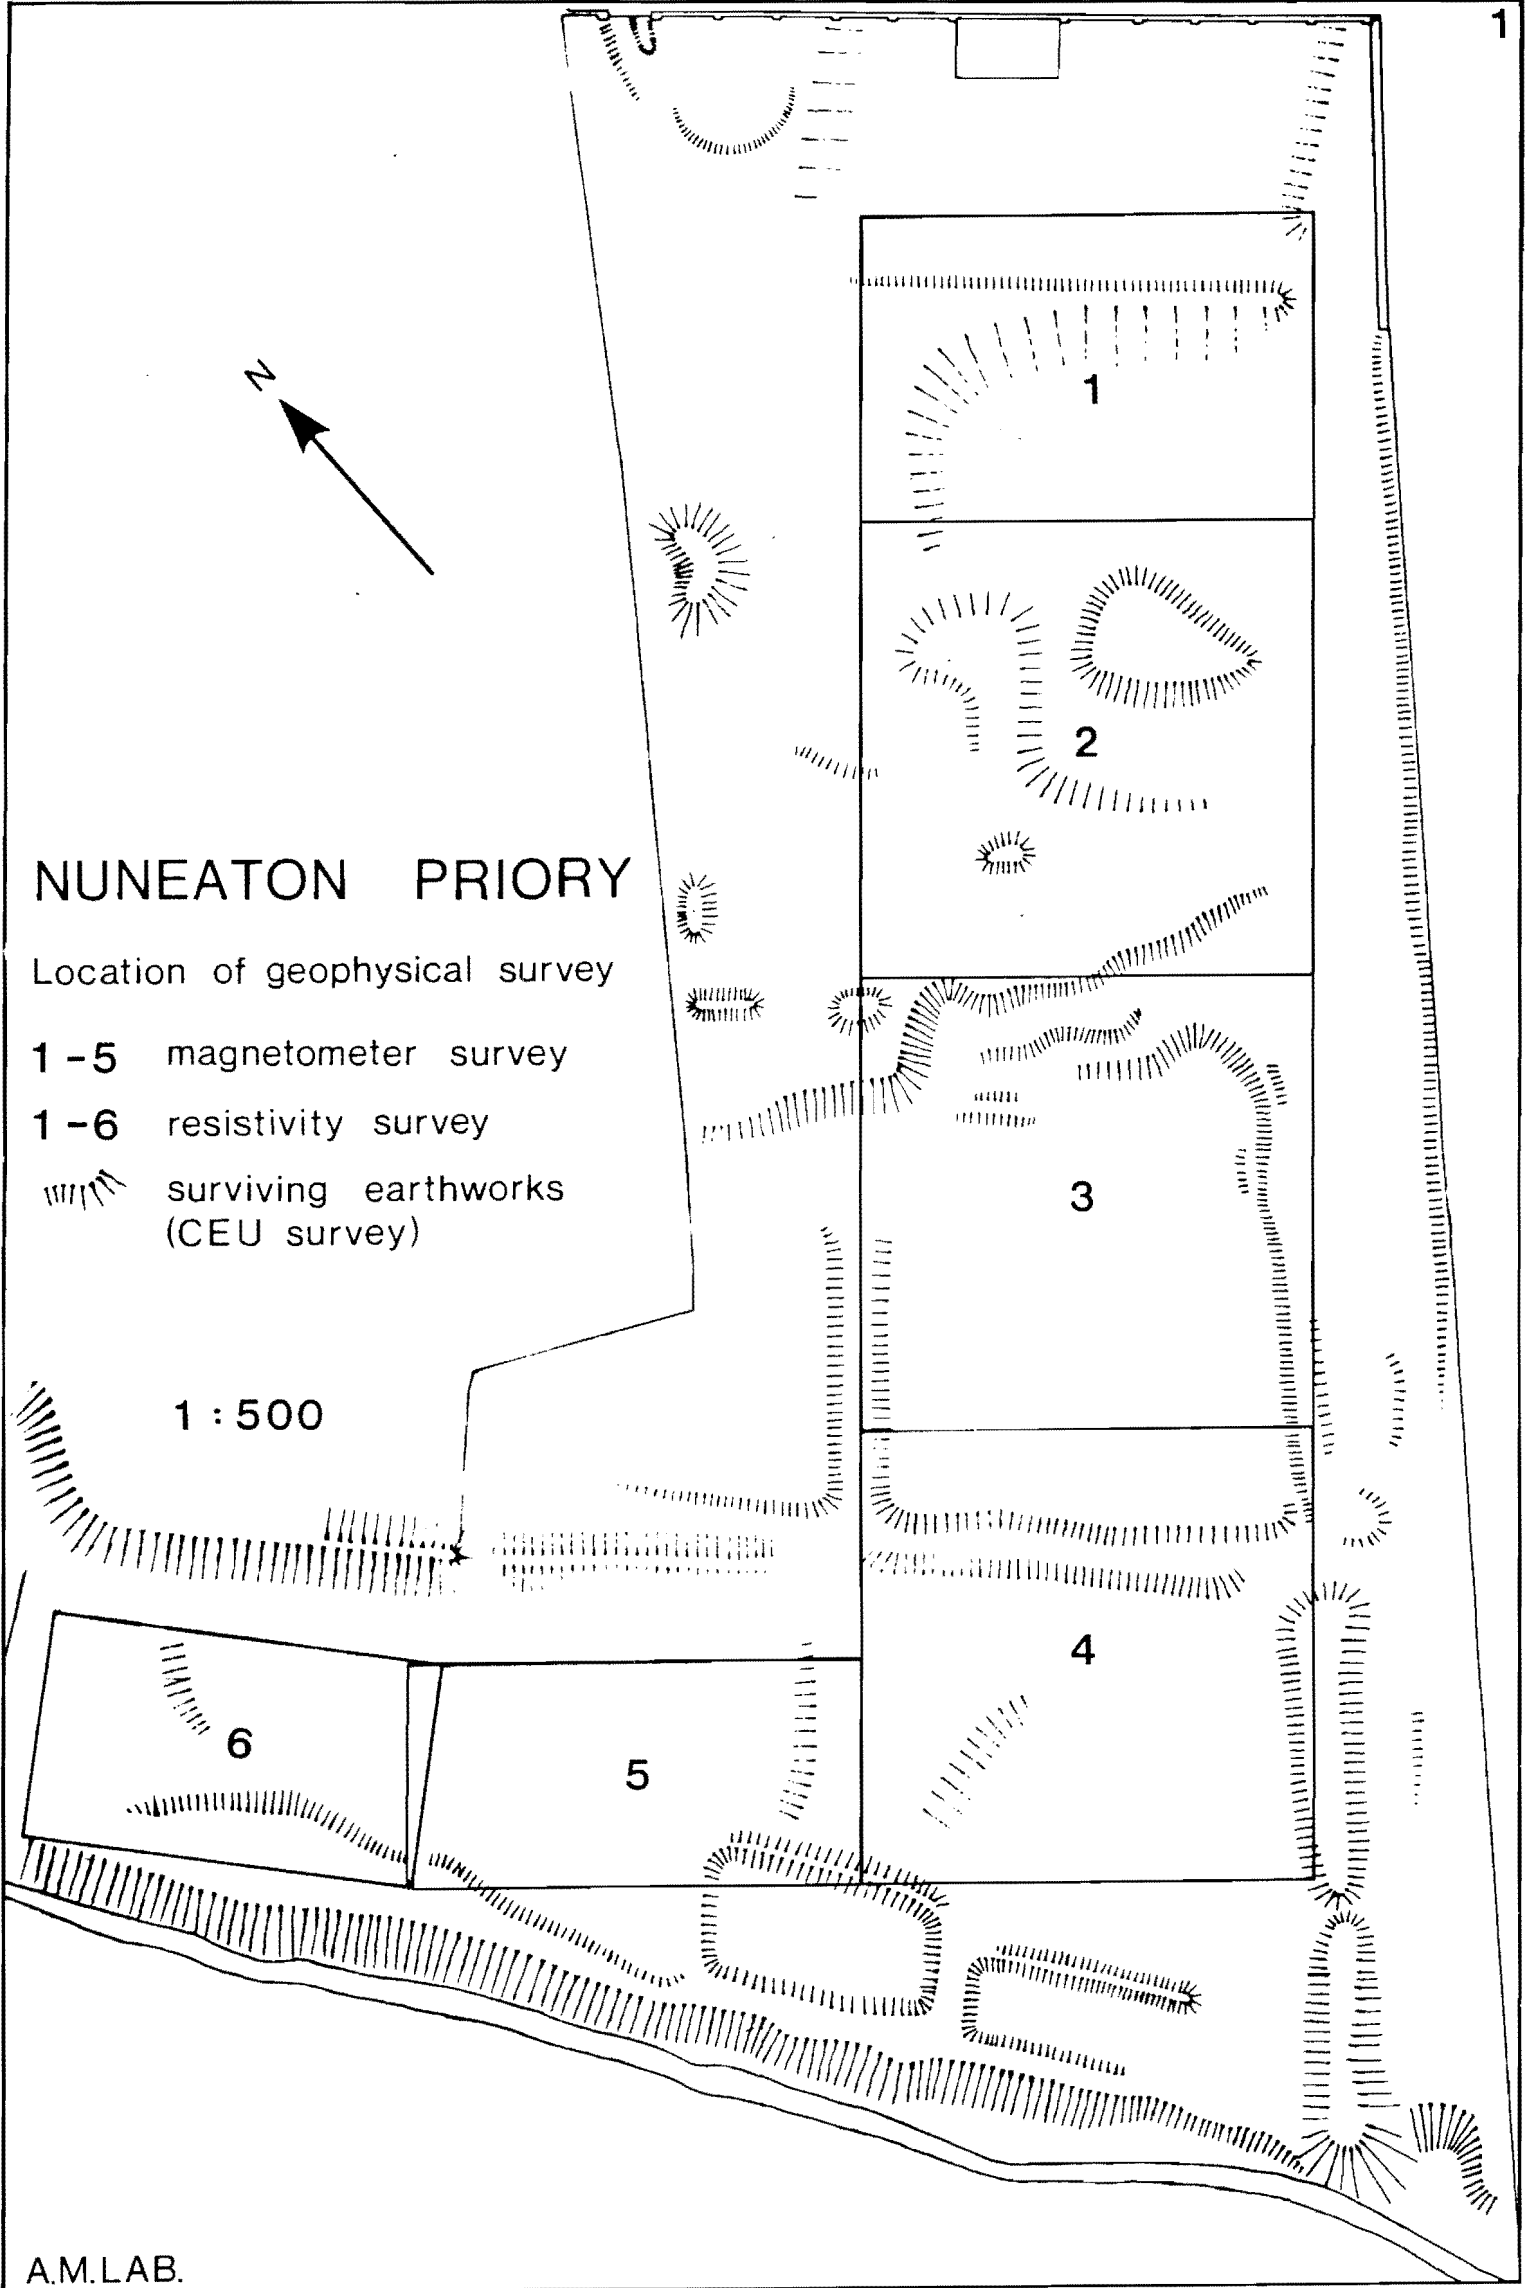 1
N
1
2
NUNEATON PRIORY
Location of geophysical survey
1-5 magnetometer survey
1-6 resistivity survey
surviving earthworks
(CEU survey)
3
1:500
4
6
5
A.M.LAB.